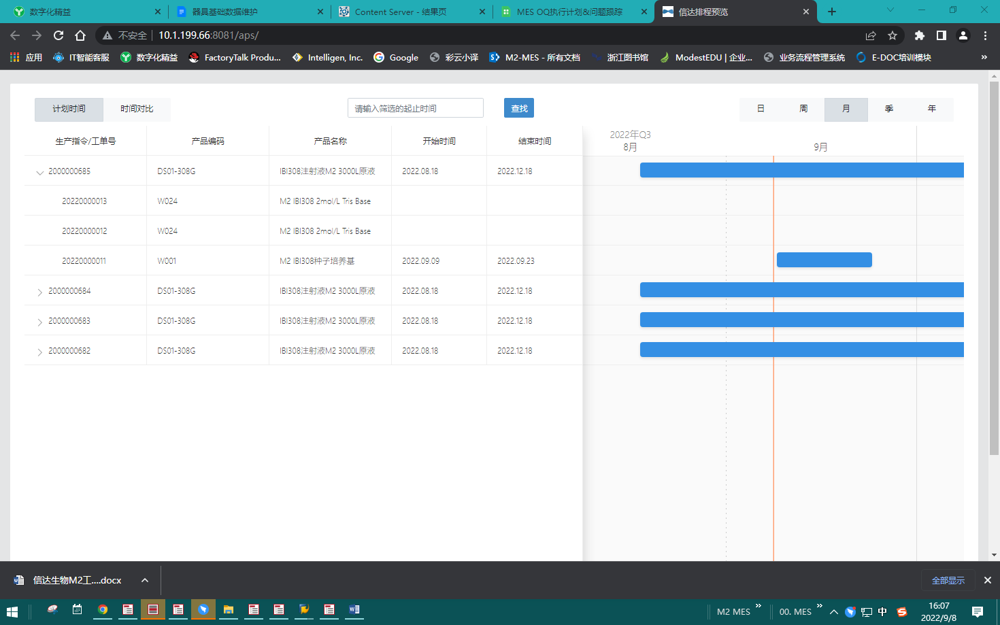 数字化精益
器具基础数据维护
Content Server - 结果页
MES OQ执行计划&问题跟踪
信达排程预览
不安全 10.1.199.66:8081/aps/
应用
IT智能客服
数字化精益
FactoryTalk Produ...
Intelligen, Inc.
Google
彩云小译
M2-MES - 所有文档
浙江图书馆
ModestEDU | 企业...
业务流程管理系统
E-DOC培训模块
»
计划时间 时间对比 请输入筛选的起止时间 查找 日 周 月 季 年
生产指令/工单号 产品编码 产品名称 开始时间 结束时间
2022年Q3
8月 9月
2000000685 DS01-308G IBI308注射液M2 3000L原液 2022.08.18 2022.12.18
20220000013 W024 M2 IBI308 2mol/L Tris Base
20220000012 W024 M2 IBI308 2mol/L Tris Base
20220000011 W001 M2 IBI308种子培养基 2022.09.09 2022.09.23
2000000684 DS01-308G IBI308注射液M2 3000L原液 2022.08.18 2022.12.18
2000000683 DS01-308G IBI308注射液M2 3000L原液 2022.08.18 2022.12.18
2000000682 DS01-308G IBI308注射液M2 3000L原液 2022.08.18 2022.12.18
信达生物M2工....docx 全部显示
M2 MES » 00. MES » 中
16:07
2022/9/8